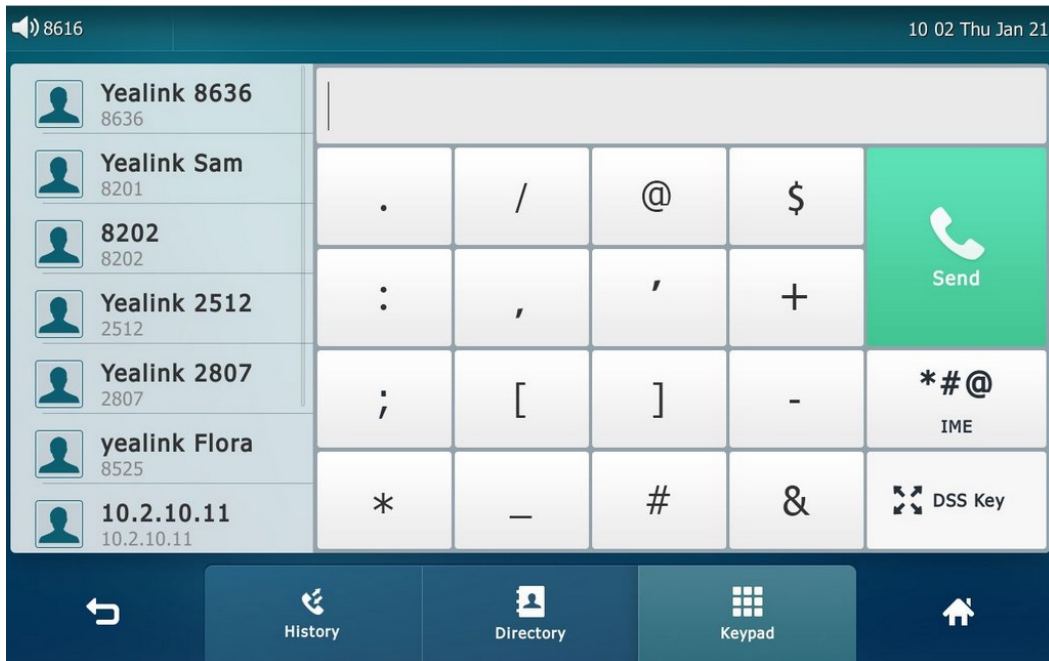 8616
10 02 Thu Jan 21
Yealink 8636
8636
Yealink Sam
8201
8202
8202
Yealink 2512
2512
Yealink 2807
2807
yealink Flora
8525
10.2.10.11
10.2.10.11
. / @ $
Send
: , ' +
; [ ] -
*#@
IME
* _ # &
DSS Key
History
Directory
Keypad